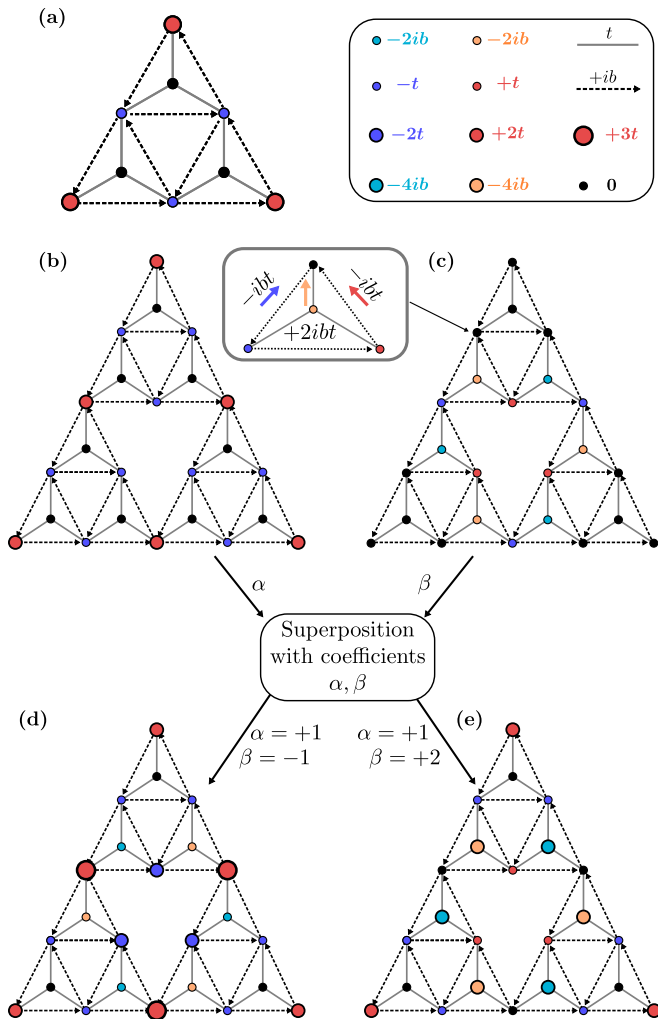 (a)
−2ib −2ib t
−t +t +ib
−2t +2t +3t
−4ib −4ib 0
(b)
−ibt −ibt
+2ibt
(c)
α β
Superposition
with coefficients
α, β
(d)
α = +1
β = −1
α = +1
β = +2
(e)